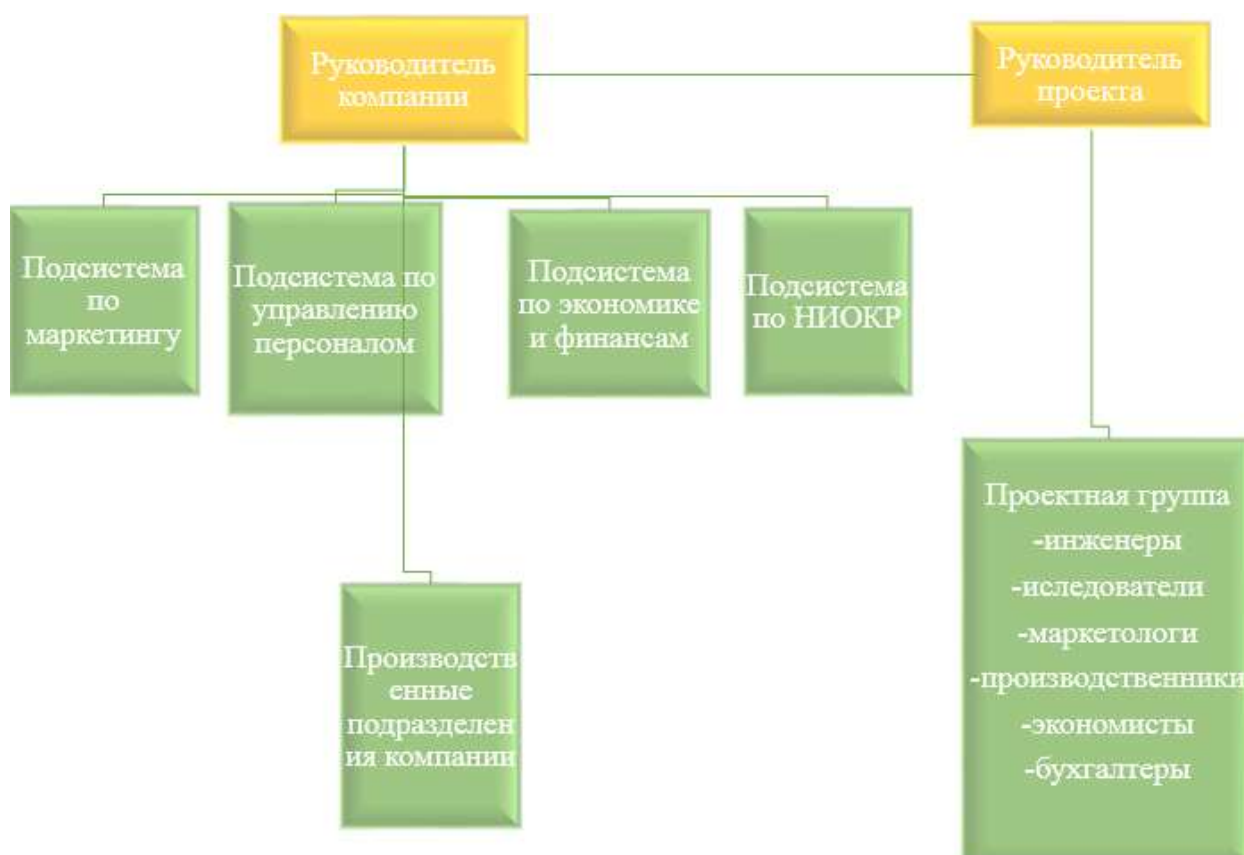 Руководитель
компании
Руководитель
проекта
Подсистема
по
маркетингу
Подсистема по
управлению
персоналом
Подсистема
по экономике
и финансам
Подсистема
по НИОКР
Производств
енные
подразделен
ия компании
Проектная группа
-инженеры
-иследователи
-маркетологи
-производственники
-экономисты
-бухгалтеры